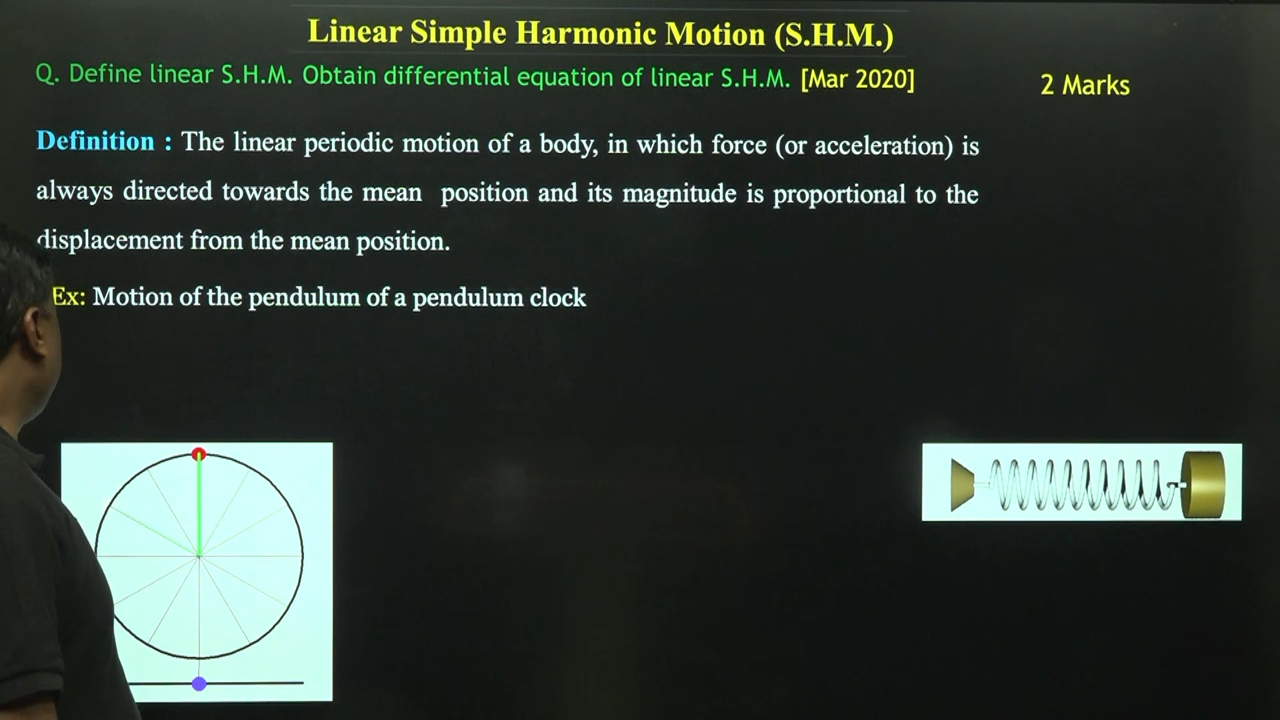 Linear Simple Harmonic Motion (S.H.M.)
Q. Define linear S.H.M. Obtain differential equation of linear S.H.M. [Mar 2020] 2 Marks
Definition : The linear periodic motion of a body, in which force (or acceleration) is
always directed towards the mean position and its magnitude is proportional to the
displacement from the mean position.
Ex: Motion of the pendulum of a pendulum clock